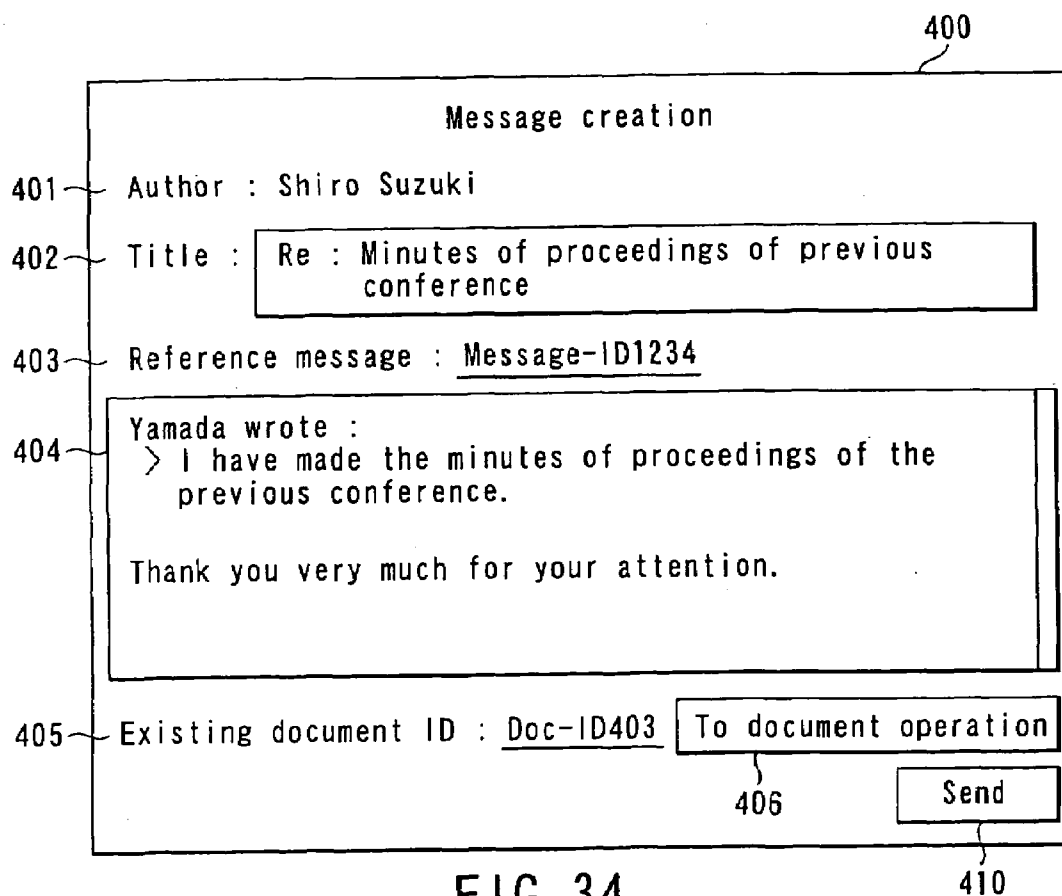 400
Message creation
401 Author : Shiro Suzuki
402 Title : Re : Minutes of proceedings of previous
conference
403 Reference message : Message-ID1234
404 Yamada wrote :
> I have made the minutes of proceedings of the
previous conference.
Thank you very much for your attention.
405 Existing document ID : Doc-ID403 To document operation
406 Send
410
FIG. 34